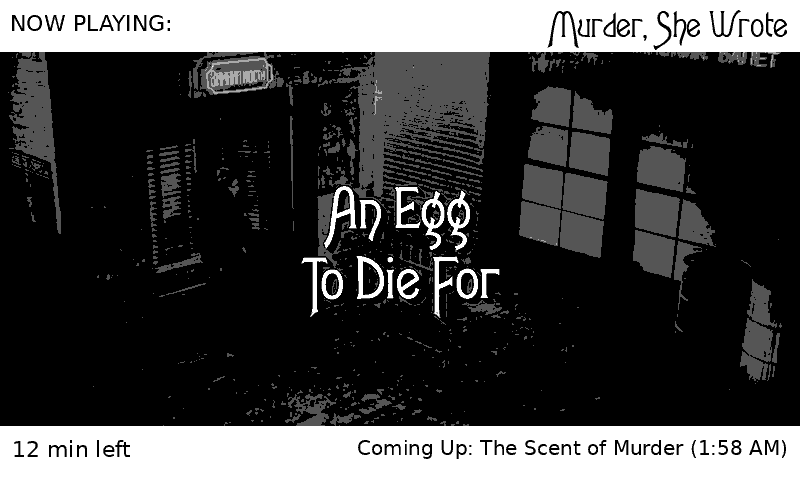 NOW PLAYING:
Murder, She Wrote
An Egg
To Die For
12 min left
Coming Up: The Scent of Murder (1:58 AM)